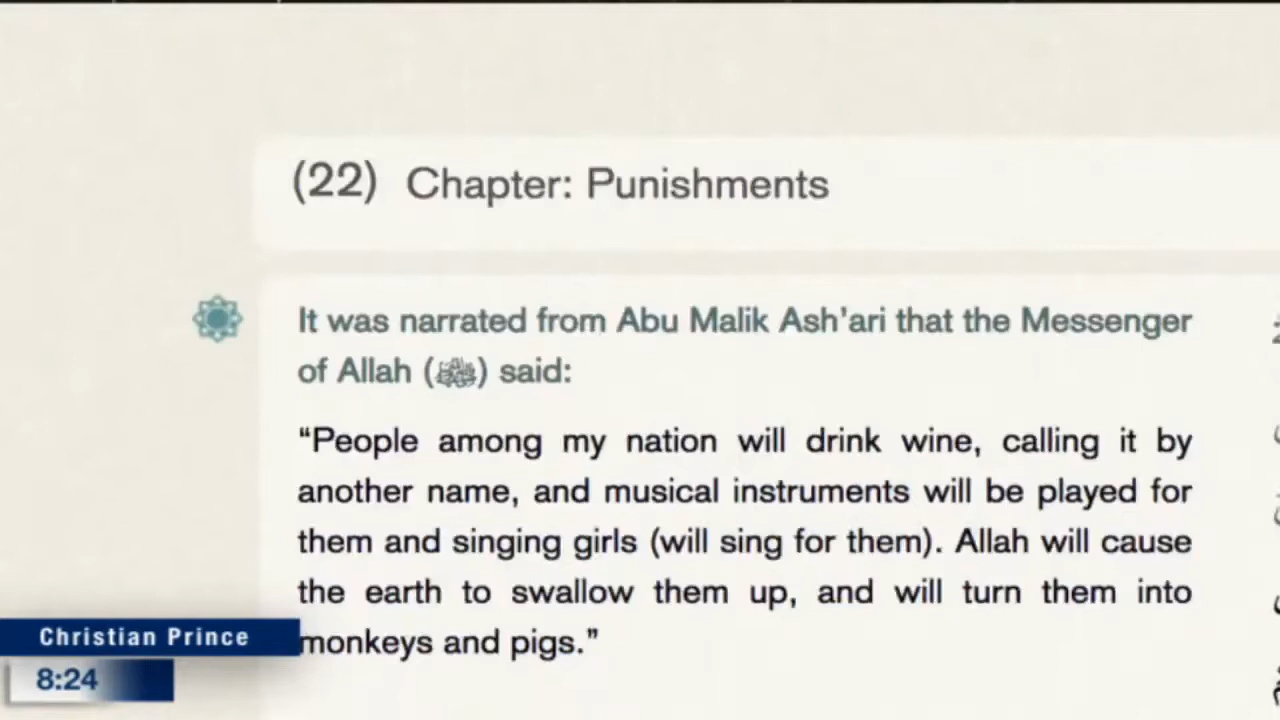 (22) Chapter: Punishments
It was narrated from Abu Malik Ash'ari that the Messenger
of Allah (ﷺ) said:
“People among my nation will drink wine, calling it by
another name, and musical instruments will be played for
them and singing girls (will sing for them). Allah will cause
the earth to swallow them up, and will turn them into
monkeys and pigs.”
Christian Prince
8:24